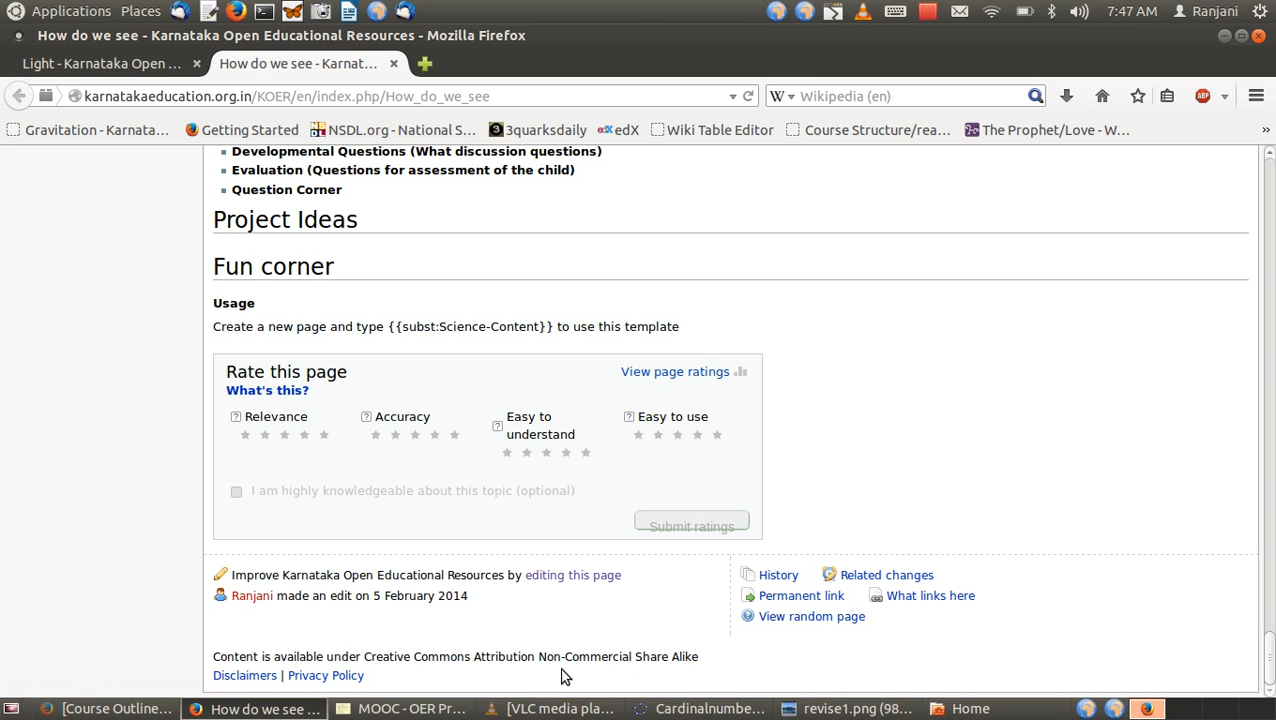 Applications Places 7:47 AM Ranjani
How do we see - Karnataka Open Educational Resources - Mozilla Firefox
Light - Karnataka Open ... How do we see - Karnat...
karnatakaeducation.org.in/KOER/en/index.php/How_do_we_see W Wikipedia (en) ABP
Gravitation - Karnata... Getting Started NSDL.org - National S... 3 3quarksdaily edX edX Wiki Table Editor Course Structure/rea... The Prophet/Love - W... »
Developmental Questions (What discussion questions)
Evaluation (Questions for assessment of the child)
Question Corner
Project Ideas
Fun corner
Usage
Create a new page and type {{subst:Science-Content}} to use this template
Rate this page View page ratings
What's this?
? Relevance ? Accuracy ? Easy to understand ? Easy to use
I am highly knowledgeable about this topic (optional)
Submit ratings
Improve Karnataka Open Educational Resources by editing this page
Ranjani made an edit on 5 February 2014
History Related changes
Permanent link What links here
View random page
Content is available under Creative Commons Attribution Non-Commercial Share Alike
Disclaimers | Privacy Policy
[Course Outline... How do we see ... MOOC - OER Pr... [VLC media pla... Cardinalnumbe... revise1.png (98... Home